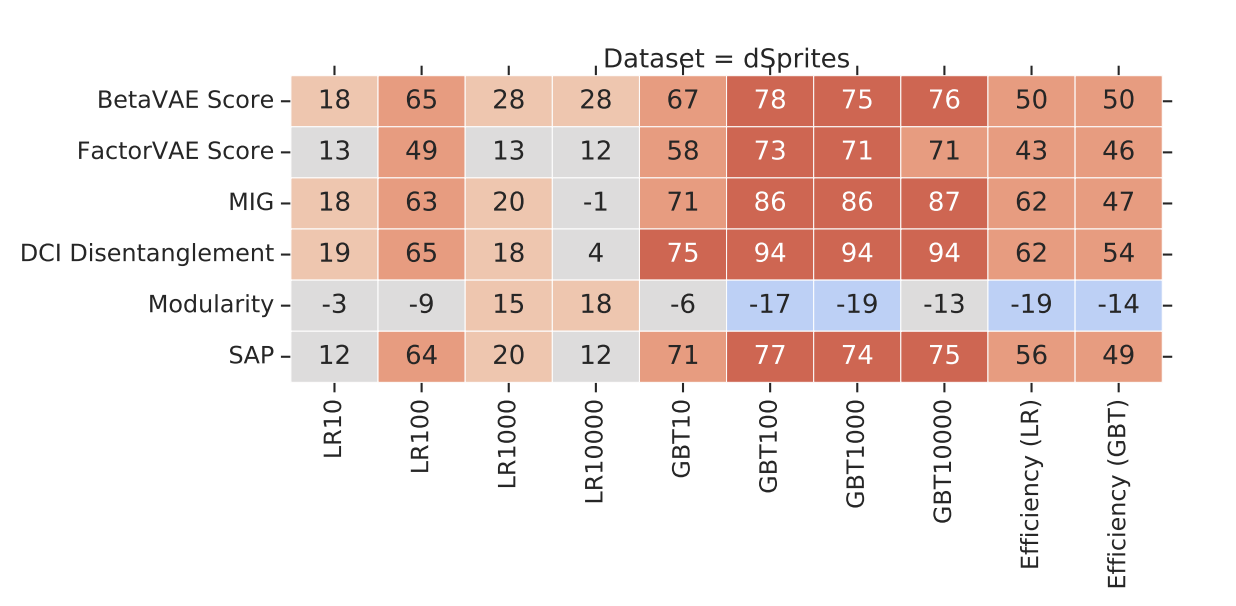 Dataset = dSprites
BetaVAE Score 18 65 28 28 67 78 75 76 50 50
FactorVAE Score 13 49 13 12 58 73 71 71 43 46
MIG 18 63 20 -1 71 86 86 87 62 47
DCI Disentanglement 19 65 18 4 75 94 94 94 62 54
Modularity -3 -9 15 18 -6 -17 -19 -13 -19 -14
SAP 12 64 20 12 71 77 74 75 56 49
LR10
LR100
LR1000
LR10000
GBT10
GBT100
GBT1000
GBT10000
Efficiency (LR)
Efficiency (GBT)